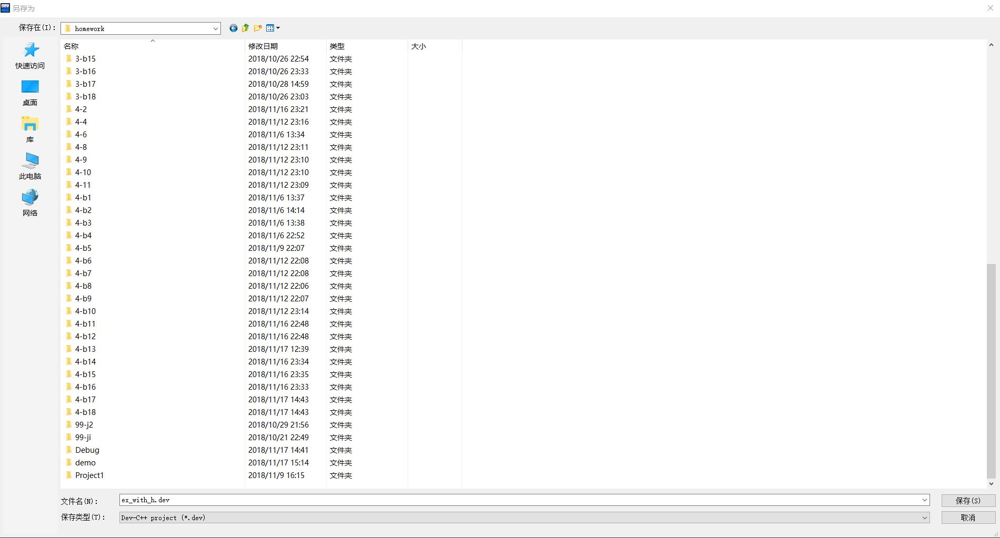 另存为
保存在(I):
homework
快速访问
桌面
库
此电脑
网络
名称 修改日期 类型 大小
3-b15 2018/10/26 22:54 文件夹
3-b16 2018/10/26 23:33 文件夹
3-b17 2018/10/28 14:59 文件夹
3-b18 2018/10/26 23:03 文件夹
4-2 2018/11/16 23:21 文件夹
4-4 2018/11/12 23:16 文件夹
4-6 2018/11/6 13:34 文件夹
4-8 2018/11/12 23:11 文件夹
4-9 2018/11/12 23:10 文件夹
4-10 2018/11/12 23:10 文件夹
4-11 2018/11/12 23:09 文件夹
4-b1 2018/11/6 13:37 文件夹
4-b2 2018/11/6 14:14 文件夹
4-b3 2018/11/6 13:38 文件夹
4-b4 2018/11/6 22:52 文件夹
4-b5 2018/11/9 22:07 文件夹
4-b6 2018/11/12 22:08 文件夹
4-b7 2018/11/12 22:08 文件夹
4-b8 2018/11/12 22:06 文件夹
4-b9 2018/11/12 22:07 文件夹
4-b10 2018/11/12 23:14 文件夹
4-b11 2018/11/16 22:48 文件夹
4-b12 2018/11/16 22:48 文件夹
4-b13 2018/11/17 12:39 文件夹
4-b14 2018/11/16 23:34 文件夹
4-b15 2018/11/16 23:35 文件夹
4-b16 2018/11/16 23:33 文件夹
4-b17 2018/11/17 14:43 文件夹
4-b18 2018/11/17 14:43 文件夹
99-j2 2018/10/29 21:56 文件夹
99-ji 2018/10/21 22:49 文件夹
Debug 2018/11/17 14:41 文件夹
demo 2018/11/17 15:14 文件夹
Project1 2018/11/9 16:15 文件夹
文件名(N): ex_with_h.dev 保存(S)
保存类型(T): Dev-C++ project (*.dev) 取消